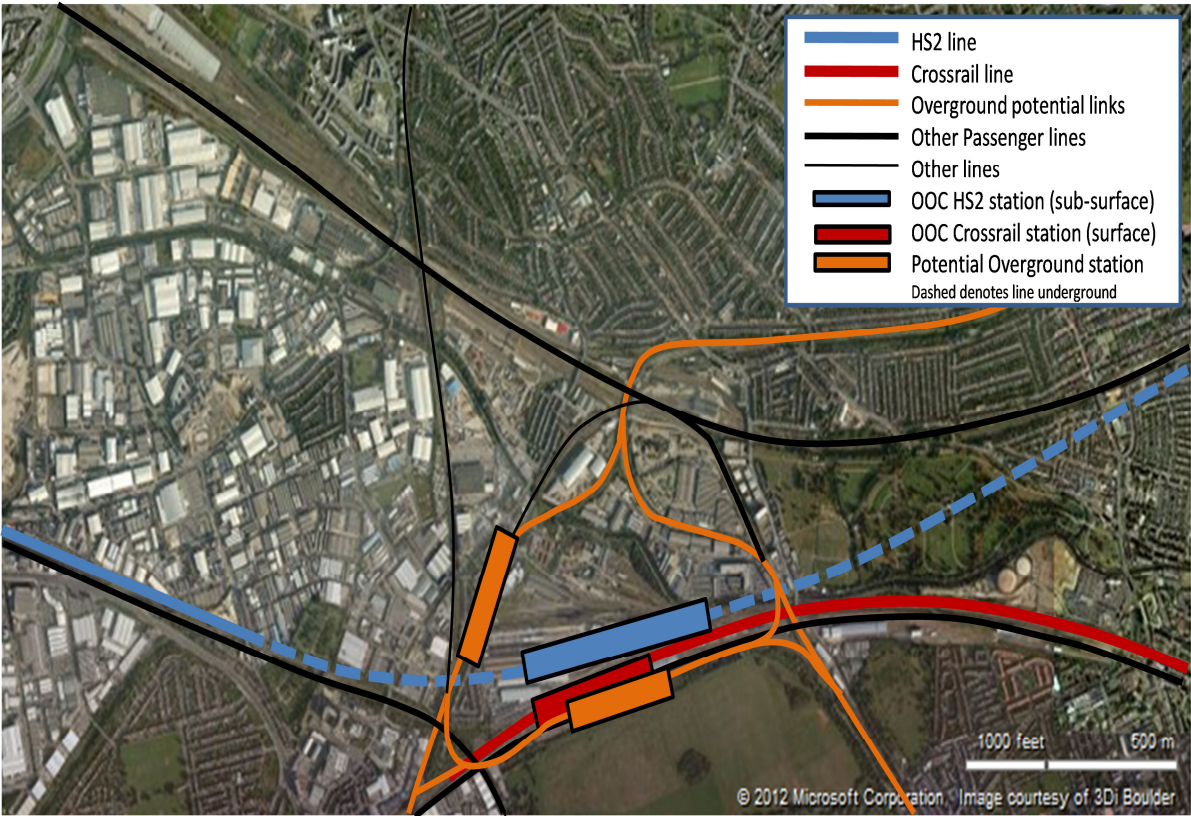 HS2 line
Crossrail line
Overground potential links
Other Passenger lines
Other lines
OOC HS2 station (sub-surface)
OOC Crossrail station (surface)
Potential Overground station
Dashed denotes line underground
1000 feet 500 m
© 2012 Microsoft Corporation Image courtesy of 3Di Boulder